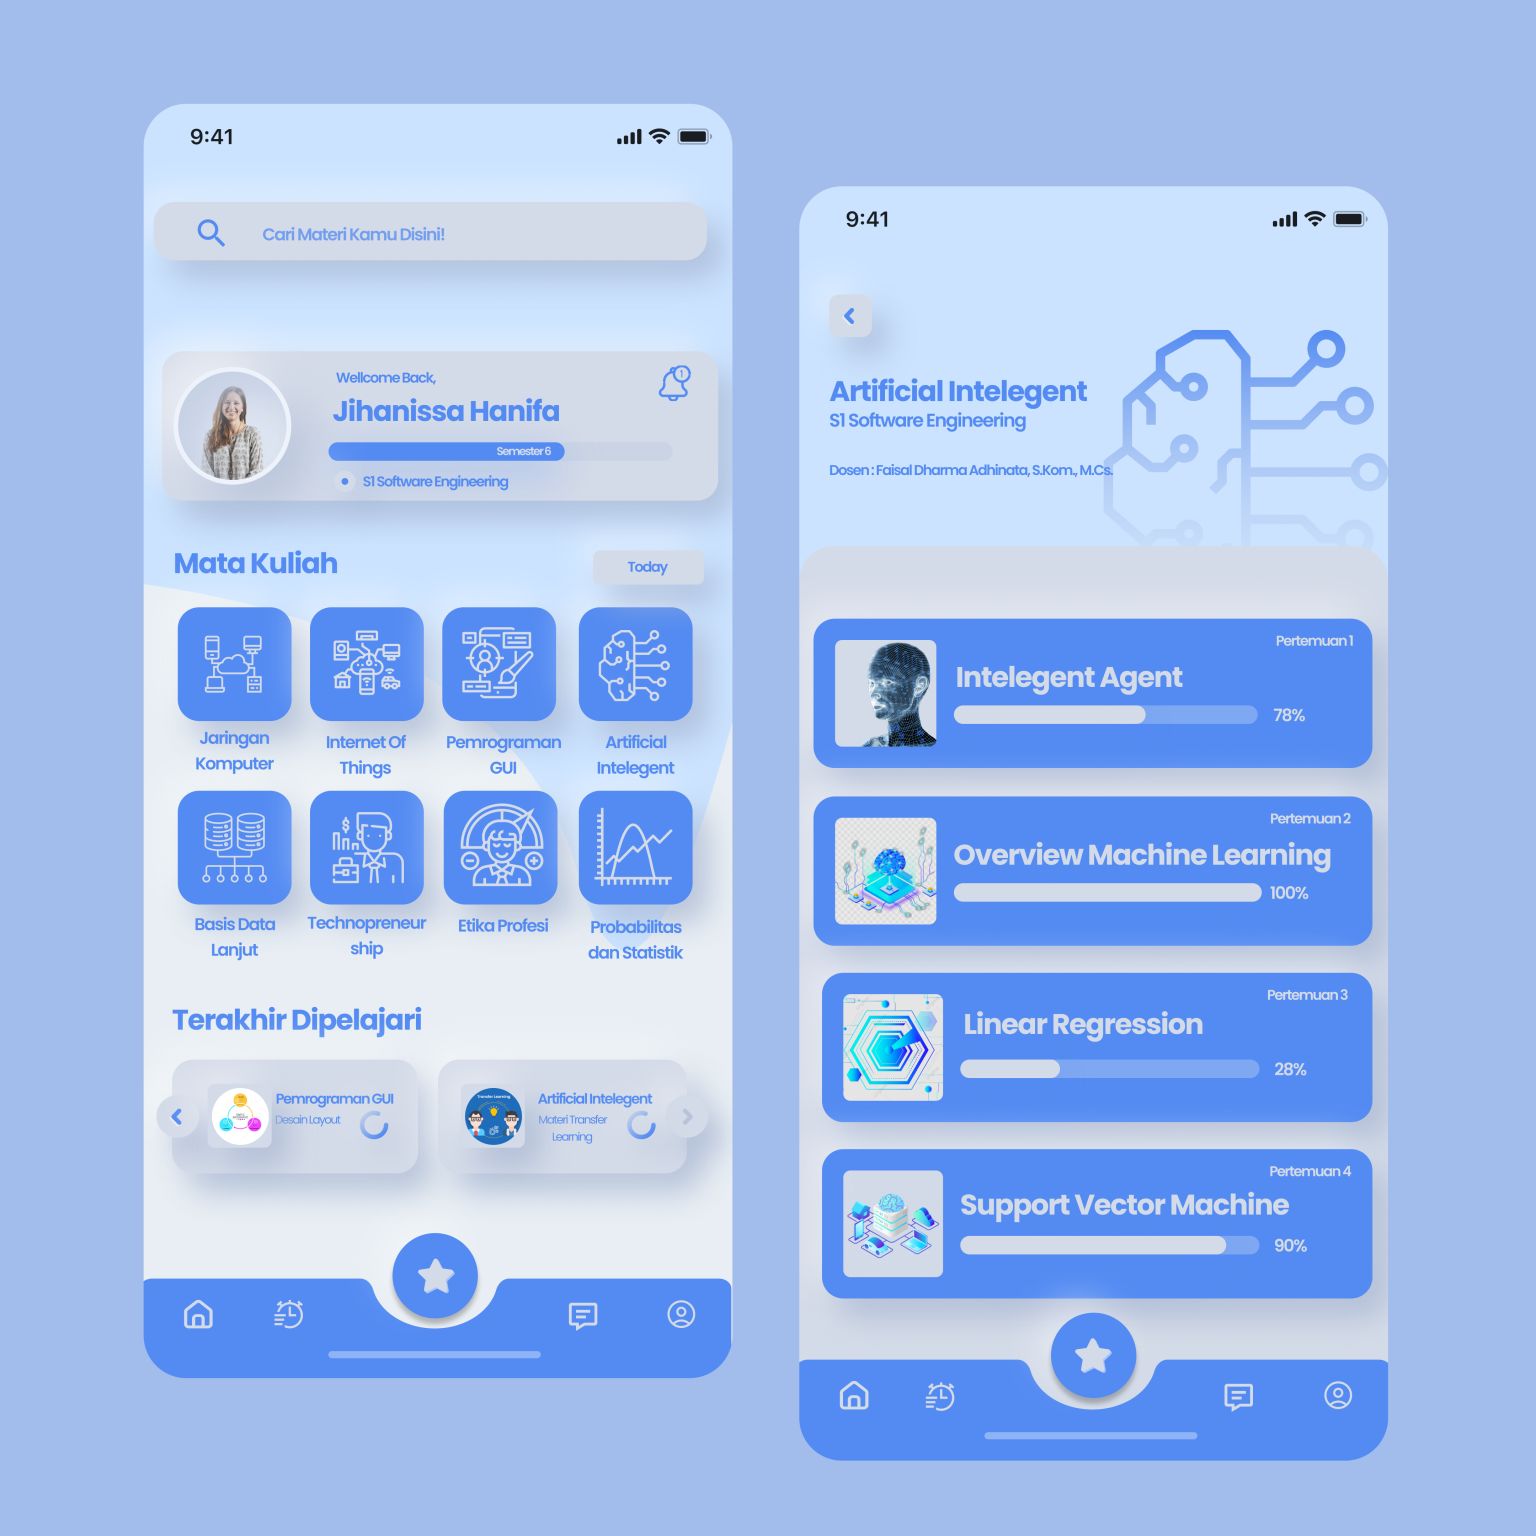 9:41
Cari Materi Kamu Disini!
Wellcome Back,
1
Jihanissa Hanifa
Semester 6
S1 Software Engineering
Mata Kuliah
Today
Jaringan
Komputer
Internet Of
Things
Pemrograman
GUI
Artificial
Intelegent
Basis Data
Lanjut
Technopreneur
ship
Etika Profesi
Probabilitas
dan Statistik
Terakhir Dipelajari
Pemrograman GUI
Desain Layout
Transfer Learning
Artificial Intelegent
Materi Transfer
Learning
9:41
Artificial Intelegent
S1 Software Engineering
Dosen : Faisal Dharma Adhinata, S.Kom., M.Cs.
Pertemuan 1
Intelegent Agent
78%
Pertemuan 2
Overview Machine Learning
100%
Pertemuan 3
Linear Regression
28%
Pertemuan 4
Support Vector Machine
90%